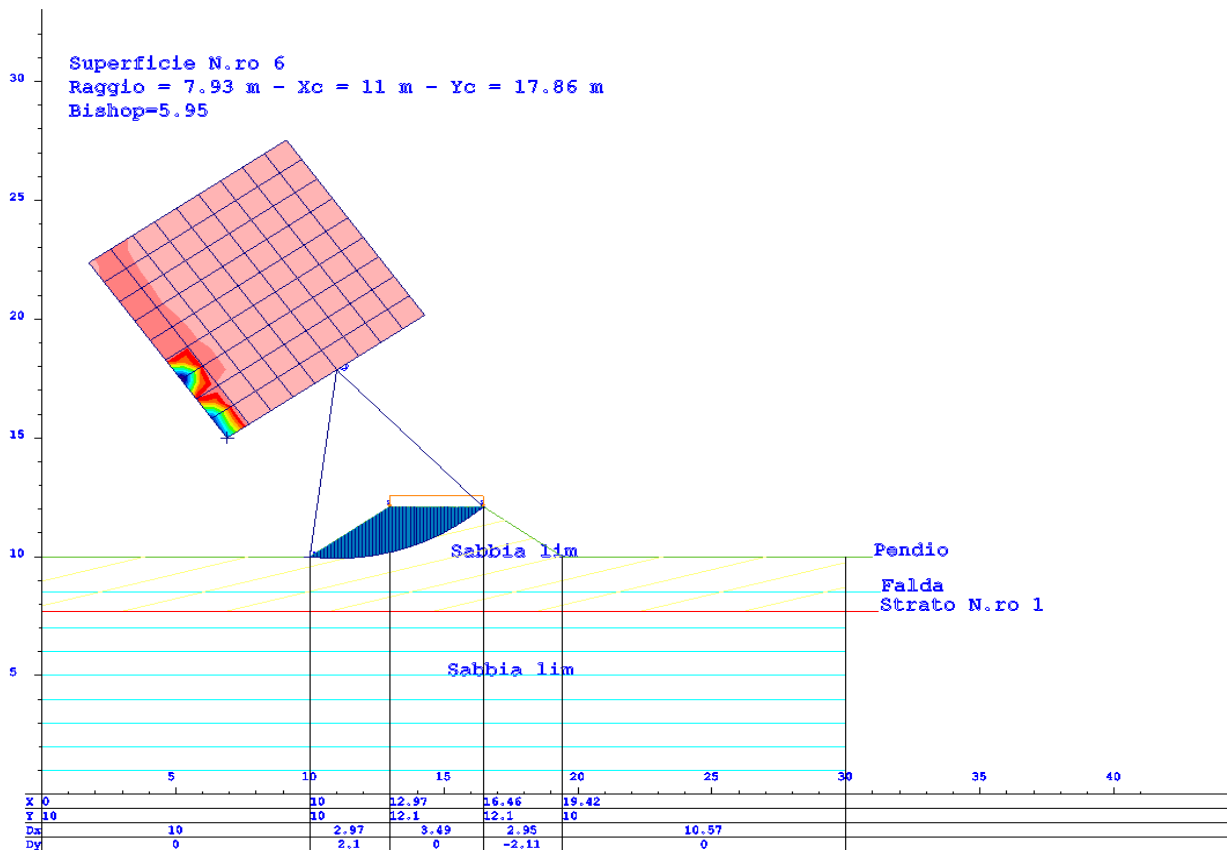 Superficie N.ro 6
Raggio = 7.93 m - Xc = 11 m - Yc = 17.86 m
Bishop=5.95
30
25
20
15
10
5
Sabbia lim
Pendio
Falda
Strato N.ro 1
Sabbia lim
5 10 15 20 25 30 35 40
X 0 10 12.97 16.46 19.42
Y 10 10 12.1 12.1 10
Dx 10 2.97 3.49 2.95 10.57
Dy 0 2.1 0 -2.11 0